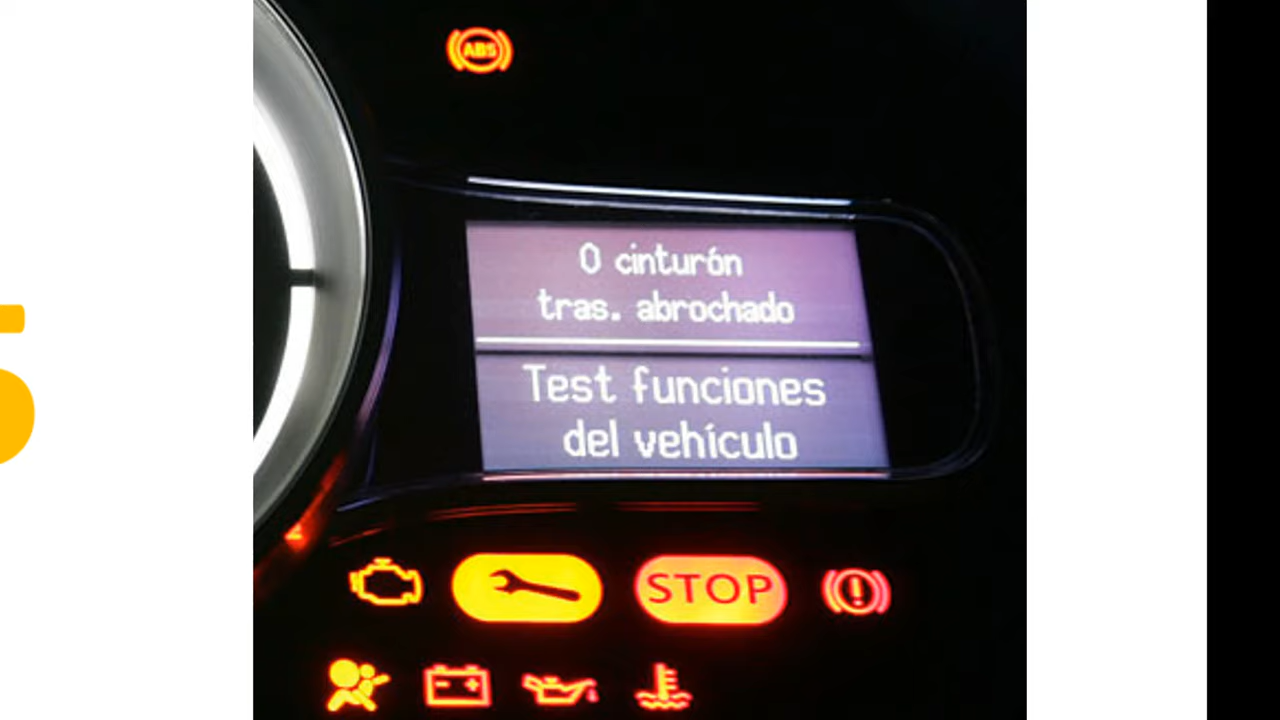 ABS
0 cinturón
tras. abrochado
Test funciones
del vehículo
STOP